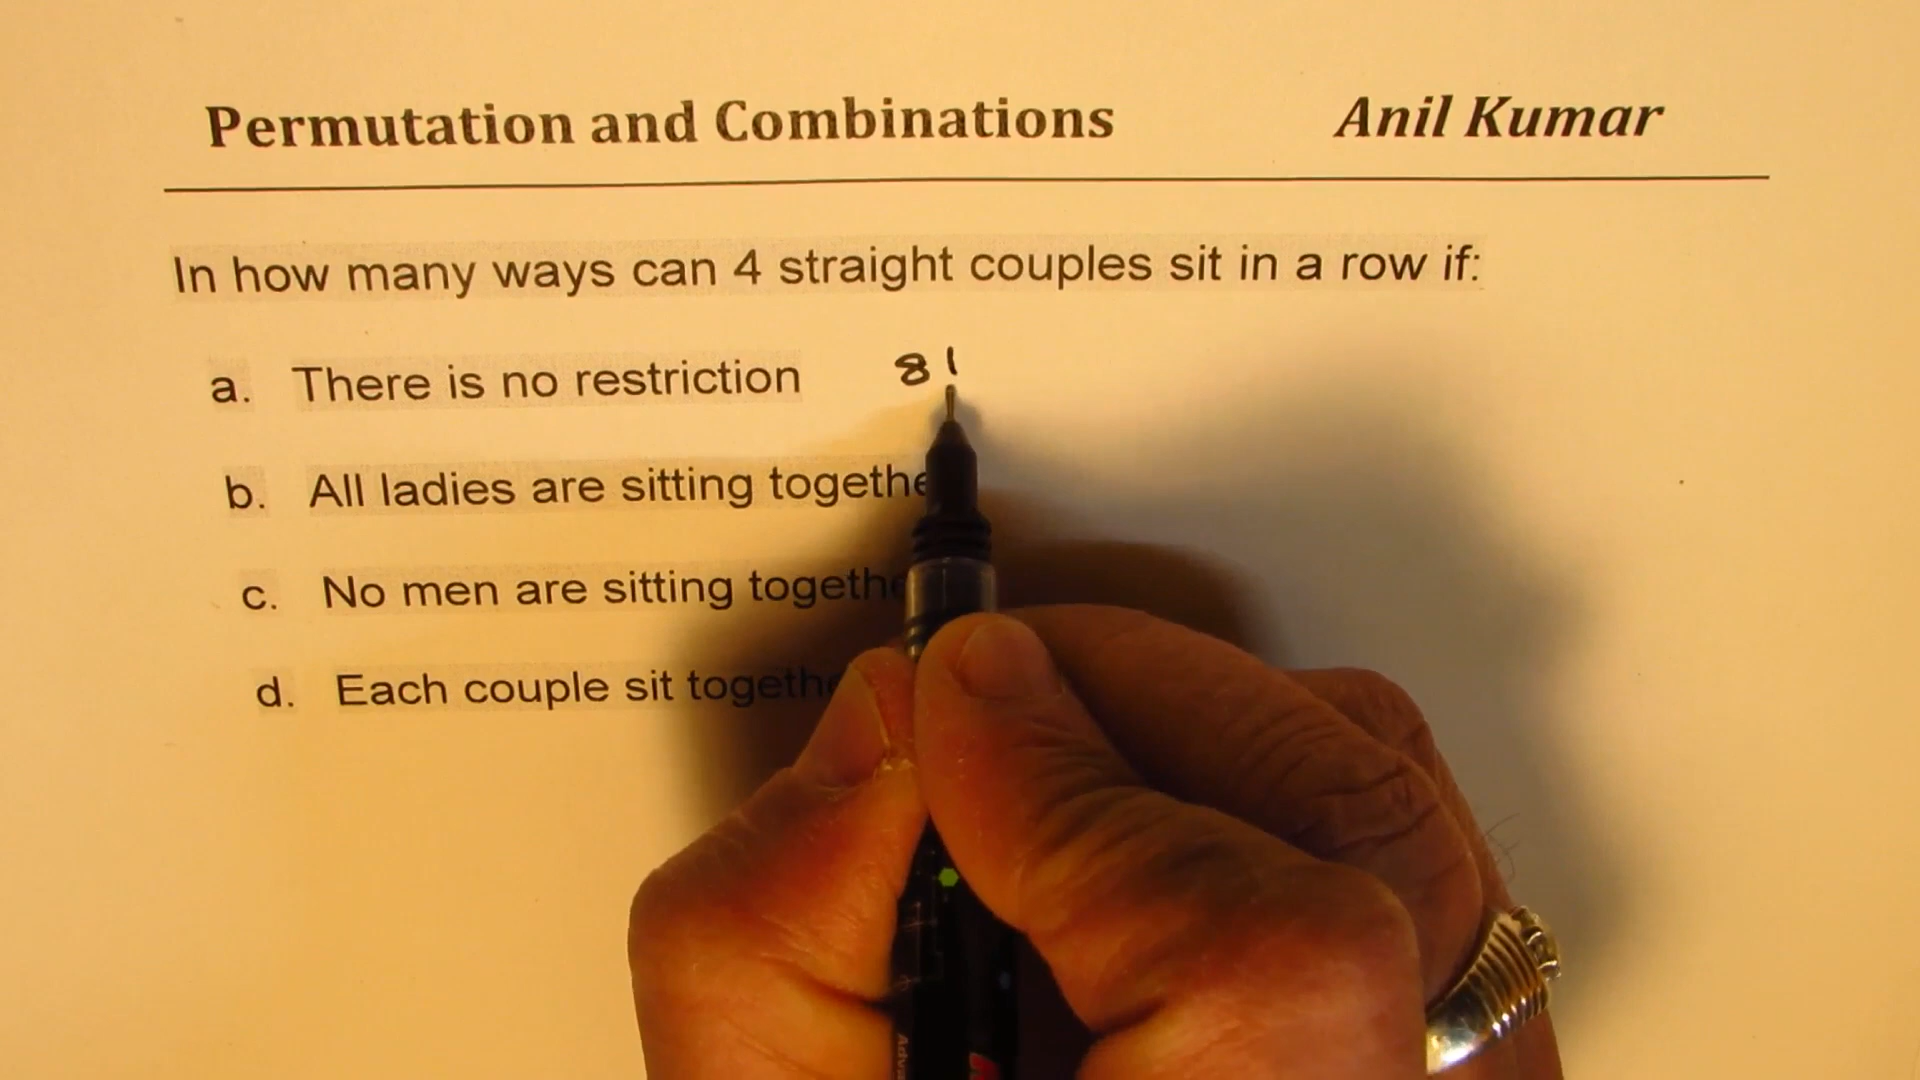 Permutation and Combinations Anil Kumar
In how many ways can 4 straight couples sit in a row if:
a. There is no restriction 8!
b. All ladies are sitting togethe
c. No men are sitting togethe
d. Each couple sit togethe